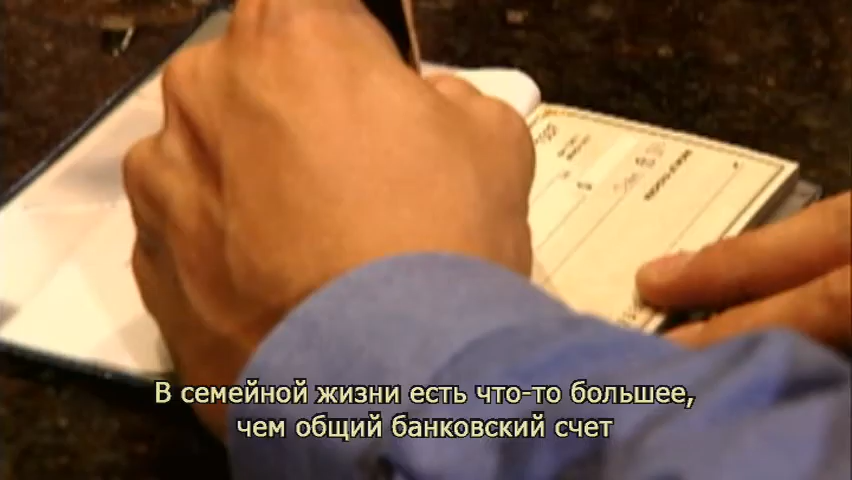 В семейной жизни есть что-то большее,
чем общий банковский счет